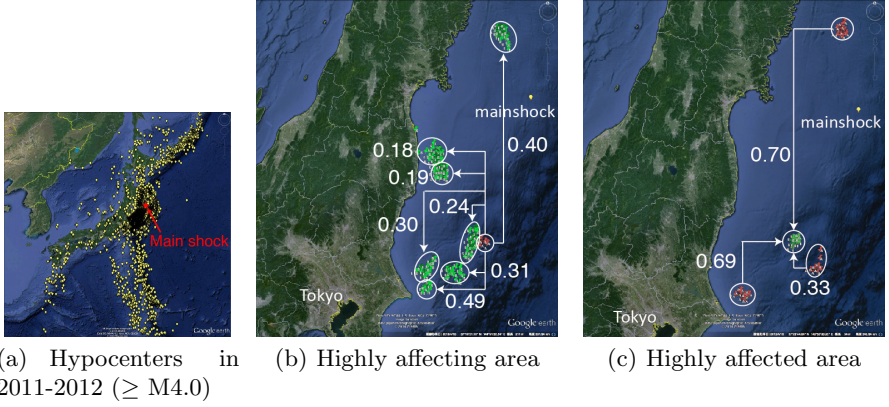 Main shock
Google earth
mainshock
0.40
0.18
0.19
0.24
0.30
0.31
0.49
Tokyo
Google earth
mainshock
0.70
0.69
0.33
Tokyo
Google earth
(a) Hypocenters in
2011-2012 (≥ M4.0)
(b) Highly affecting area
(c) Highly affected area